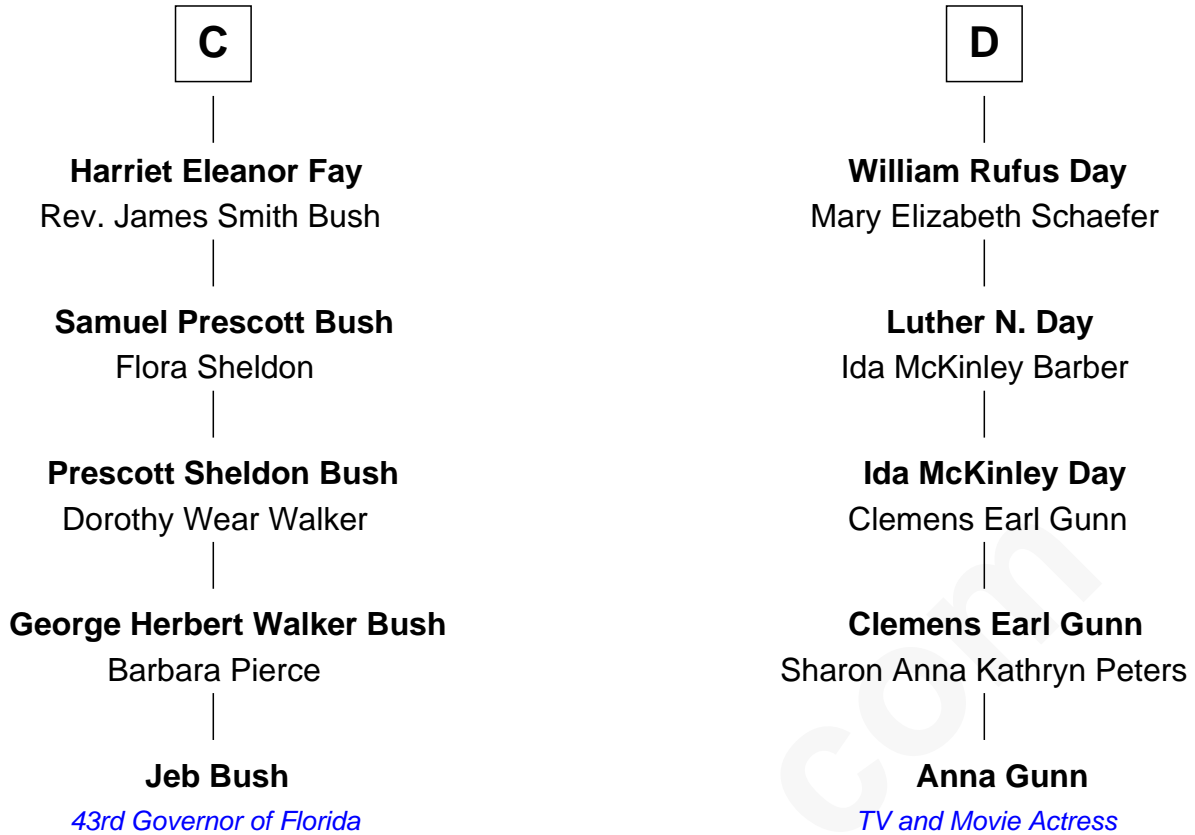 C
Harriet Eleanor Fay
Rev. James Smith Bush
Samuel Prescott Bush
Flora Sheldon
Prescott Sheldon Bush
Dorothy Wear Walker
George Herbert Walker Bush
Barbara Pierce
Jeb Bush
43rd Governor of Florida
D
William Rufus Day
Mary Elizabeth Schaefer
Luther N. Day
Ida McKinley Barber
Ida McKinley Day
Clemens Earl Gunn
Clemens Earl Gunn
Sharon Anna Kathryn Peters
Anna Gunn
TV and Movie Actress
com